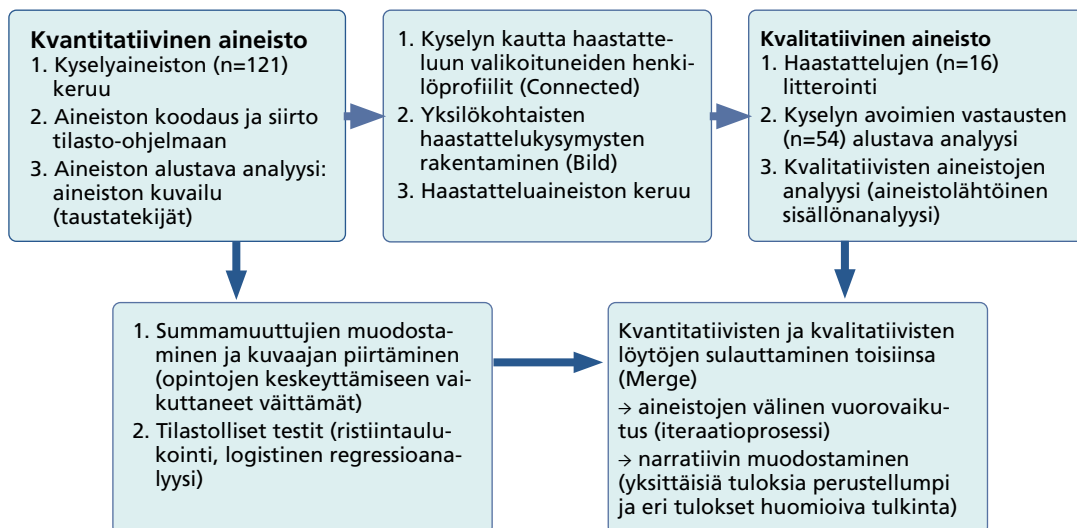 Kvantitatiivinen aineisto
1. Kyselyaineiston (n=121)
keruu
2. Aineiston koodaus ja siirto
tilasto-ohjelmaan
3. Aineiston alustava analyysi:
aineiston kuvailu
(taustatekijät)
1. Kyselyn kautta haastatte-
luun valikoituneiden henki-
löprofiilit (Connected)
2. Yksilökohtaisten
haastattelukysymysten
rakentaminen (Bild)
3. Haastatteluaineiston keruu
Kvalitatiivinen aineisto
1. Haastattelujen (n=16)
litterointi
2. Kyselyn avoimien vastausten
(n=54) alustava analyysi
3. Kvalitatiivisten aineistojen
analyysi (aineistolähtöinen
sisällönanalyysi)
1. Summamuuttujien muodosta-
minen ja kuvaajan piirtäminen
(opintojen keskeyttämiseen vai-
kuttaneet väittämät)
2. Tilastolliset testit (ristiintaulu-
kointi, logistinen regressioana-
lyysi)
Kvantitatiivisten ja kvalitatiivisten
löytöjen sulauttaminen toisiinsa
(Merge)
→ aineistojen välinen vuorovaiku-
tus (iteraatioprosessi)
→ narratiivin muodostaminen
(yksittäisiä tuloksia perustellumpi
ja eri tulokset huomioiva tulkinta)